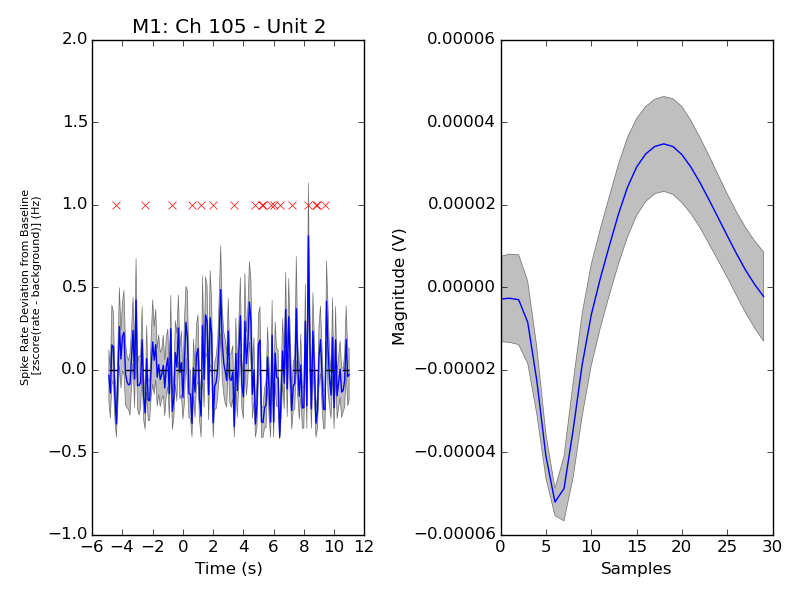 M1: Ch 105 - Unit 2
2.0
1.5
1.0
0.5
0.0
−0.5
−1.0
−6 −4 −2 0 2 4 6 8 10 12
Time (s)
Spike Rate Deviation from Baseline
[zscore(rate - background)] (Hz)
0.00006
0.00004
0.00002
0.00000
−0.00002
−0.00004
−0.00006
0 5 10 15 20 25 30
Samples
Magnitude (V)